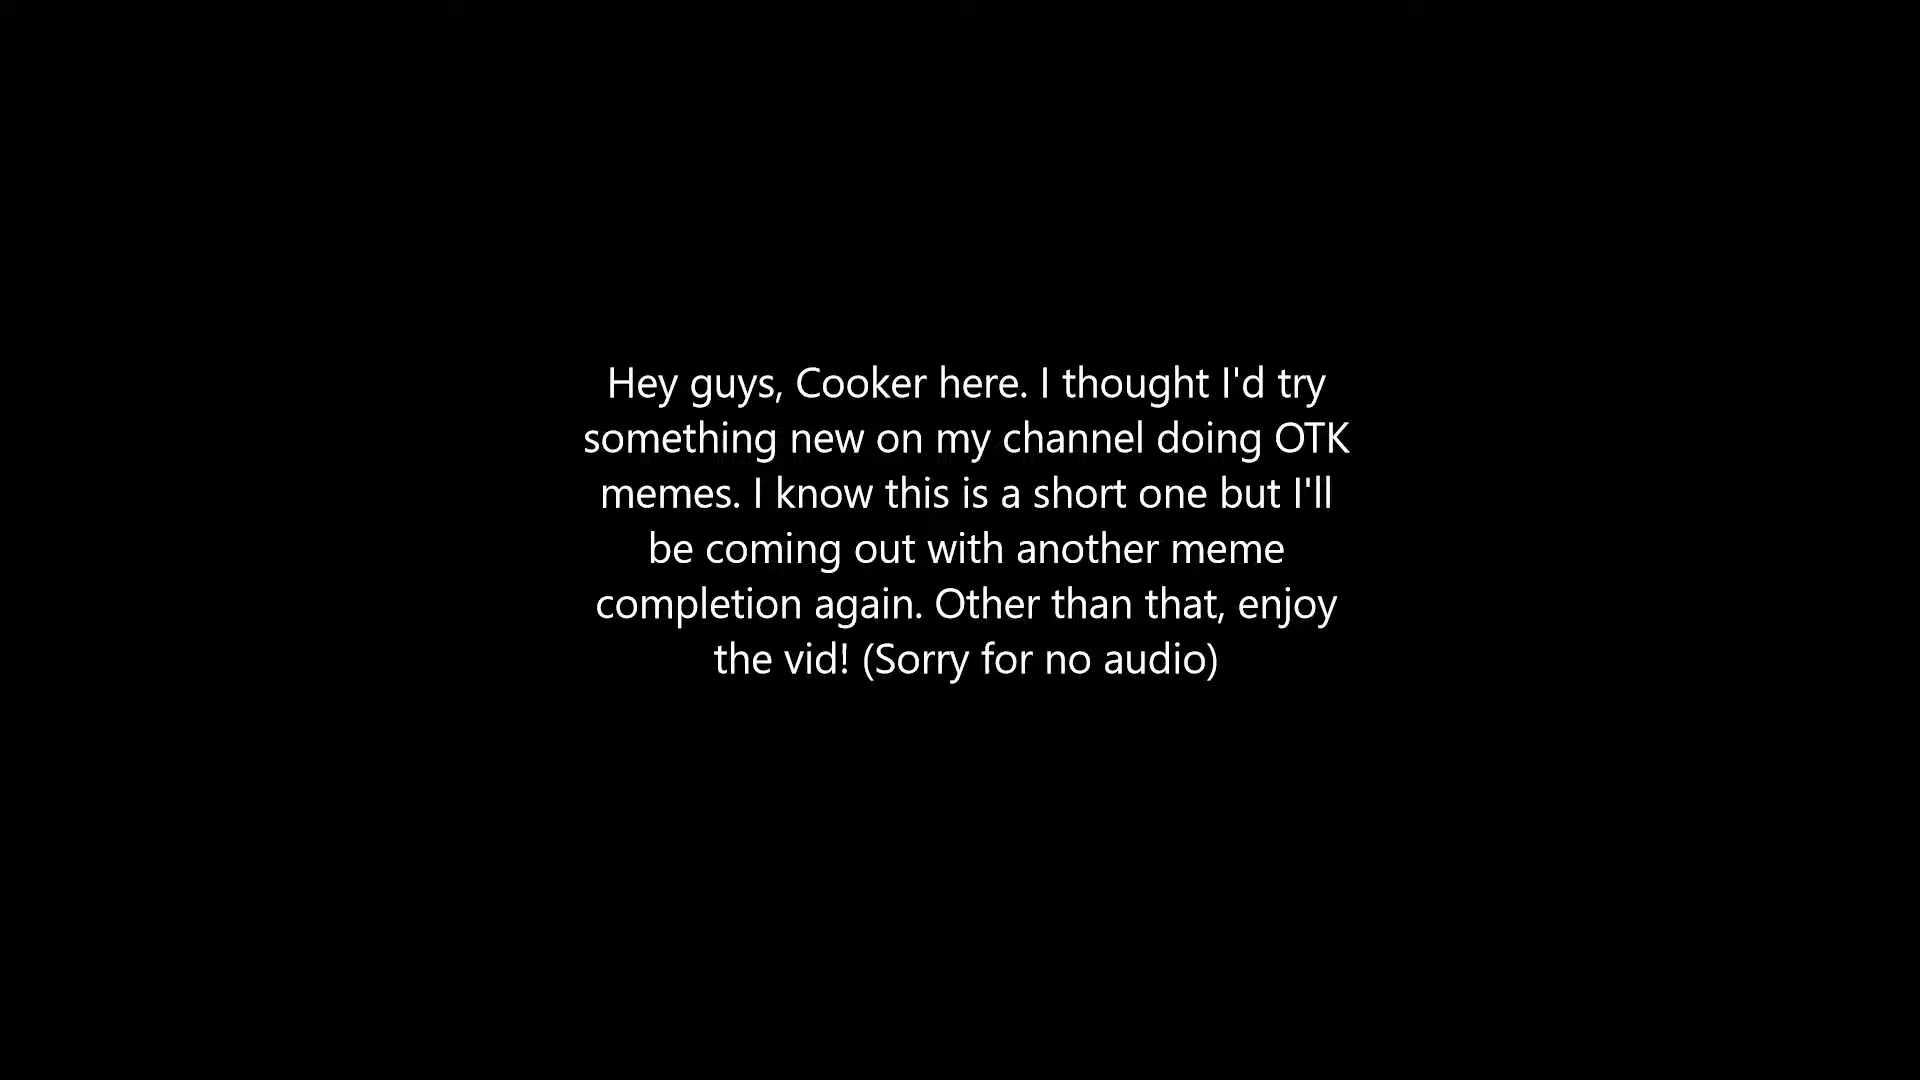 Hey guys, Cooker here. I thought I'd try
something new on my channel doing OTK
memes. I know this is a short one but I'll
be coming out with another meme
completion again. Other than that, enjoy
the vid! (Sorry for no audio)